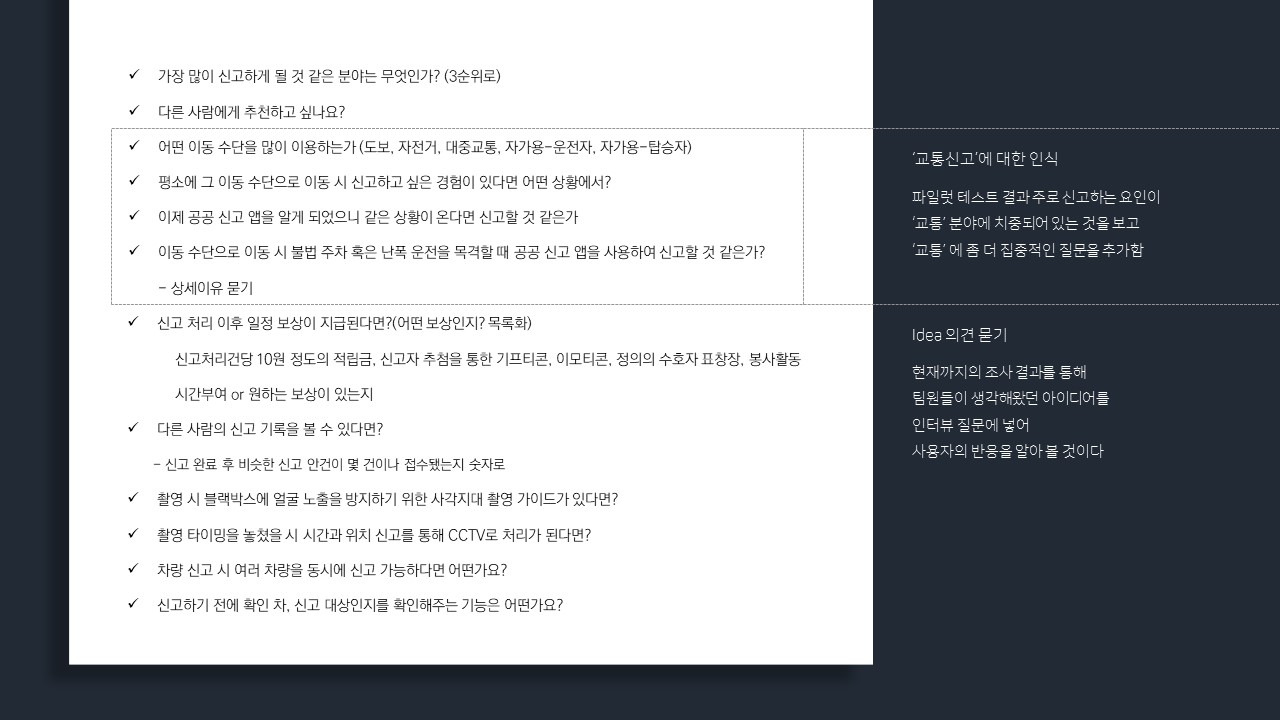 ✓ 가장 많이 신고하게 될 것 같은 분야는 무엇인가? (3순위로)
✓ 다른 사람에게 추천하고 싶나요?
✓ 어떤 이동 수단을 많이 이용하는가 (도보, 자전거, 대중교통, 자가용-운전자, 자가용-탑승자)
✓ 평소에 그 이동 수단으로 이동 시 신고하고 싶은 경험이 있다면 어떤 상황에서?
✓ 이제 공공 신고 앱을 알게 되었으니 같은 상황이 온다면 신고할 것 같은가
✓ 이동 수단으로 이동 시 불법 주차 혹은 난폭 운전을 목격할 때 공공 신고 앱을 사용하여 신고할 것 같은가?
- 상세이유 묻기
✓ 신고 처리 이후 일정 보상이 지급된다면?(어떤 보상인지? 목록화)
신고처리건당 10원 정도의 적립금, 신고자 추첨을 통한 기프티콘, 이모티콘, 정의의 수호자 표창장, 봉사활동
시간부여 or 원하는 보상이 있는지
✓ 다른 사람의 신고 기록을 볼 수 있다면?
- 신고 완료 후 비슷한 신고 안건이 몇 건이나 접수됐는지 숫자로
✓ 촬영 시 블랙박스에 얼굴 노출을 방지하기 위한 사각지대 촬영 가이드가 있다면?
✓ 촬영 타이밍을 놓쳤을 시 시간과 위치 신고를 통해 CCTV로 처리가 된다면?
✓ 차량 신고 시 여러 차량을 동시에 신고 가능하다면 어떤가요?
✓ 신고하기 전에 확인 차, 신고 대상인지를 확인해주는 기능은 어떤가요?
‘교통신고’에 대한 인식
파일럿 테스트 결과 주로 신고하는 요인이
‘교통’ 분야에 치중되어 있는 것을 보고
‘교통’ 에 좀 더 집중적인 질문을 추가함
Idea 의견 묻기
현재까지의 조사 결과를 통해
팀원들이 생각해왔던 아이디어를
인터뷰 질문에 넣어
사용자의 반응을 알아 볼 것이다